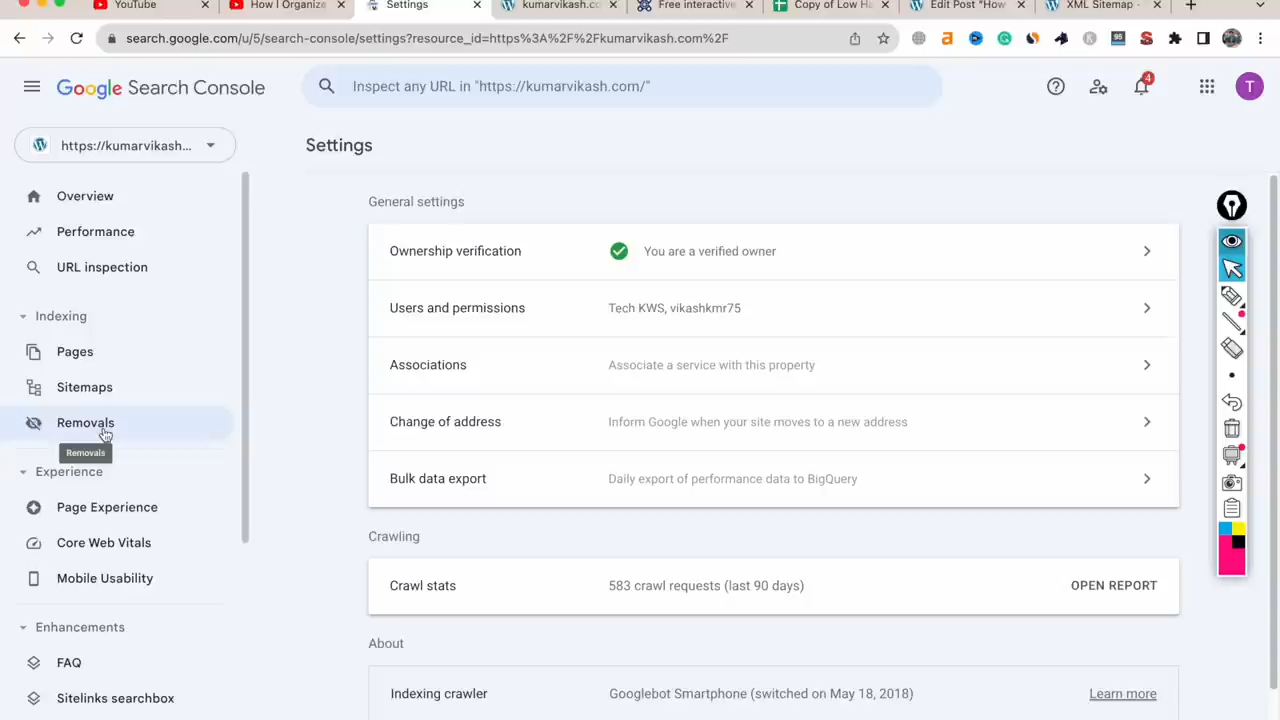 YouTube
How I Organize
Settings
kumarvikash.co
Free interactive
Copy of Low Ha
Edit Post "How
XML Sitemap -
search.google.com/u/5/search-console/settings?resource_id=https%3A%2F%2Fkumarvikash.com%2F
Google Search Console
Inspect any URL in "https://kumarvikash.com/"
4
T
https://kumarvikash...
Settings
Overview
Performance
URL inspection
Indexing
Pages
Sitemaps
Removals
Removals
Experience
Page Experience
Core Web Vitals
Mobile Usability
Enhancements
FAQ
Sitelinks searchbox
General settings
Ownership verification You are a verified owner
Users and permissions Tech KWS, vikashkmr75
Associations Associate a service with this property
Change of address Inform Google when your site moves to a new address
Bulk data export Daily export of performance data to BigQuery
Crawling
Crawl stats 583 crawl requests (last 90 days) OPEN REPORT
About
Indexing crawler Googlebot Smartphone (switched on May 18, 2018) Learn more